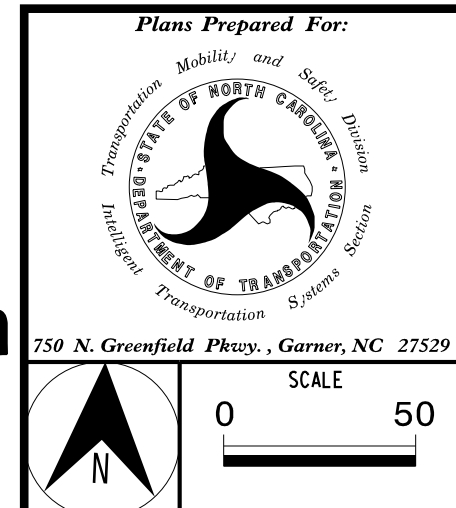 Plans Prepared For:
Transportation Mobility and Safety Division
STATE OF NORTH CAROLINA
DEPARTMENT OF TRANSPORTATION
Intelligent Transportation Systems Section
750 N. Greenfield Pkwy. , Garner, NC 27529
N
SCALE
0 50